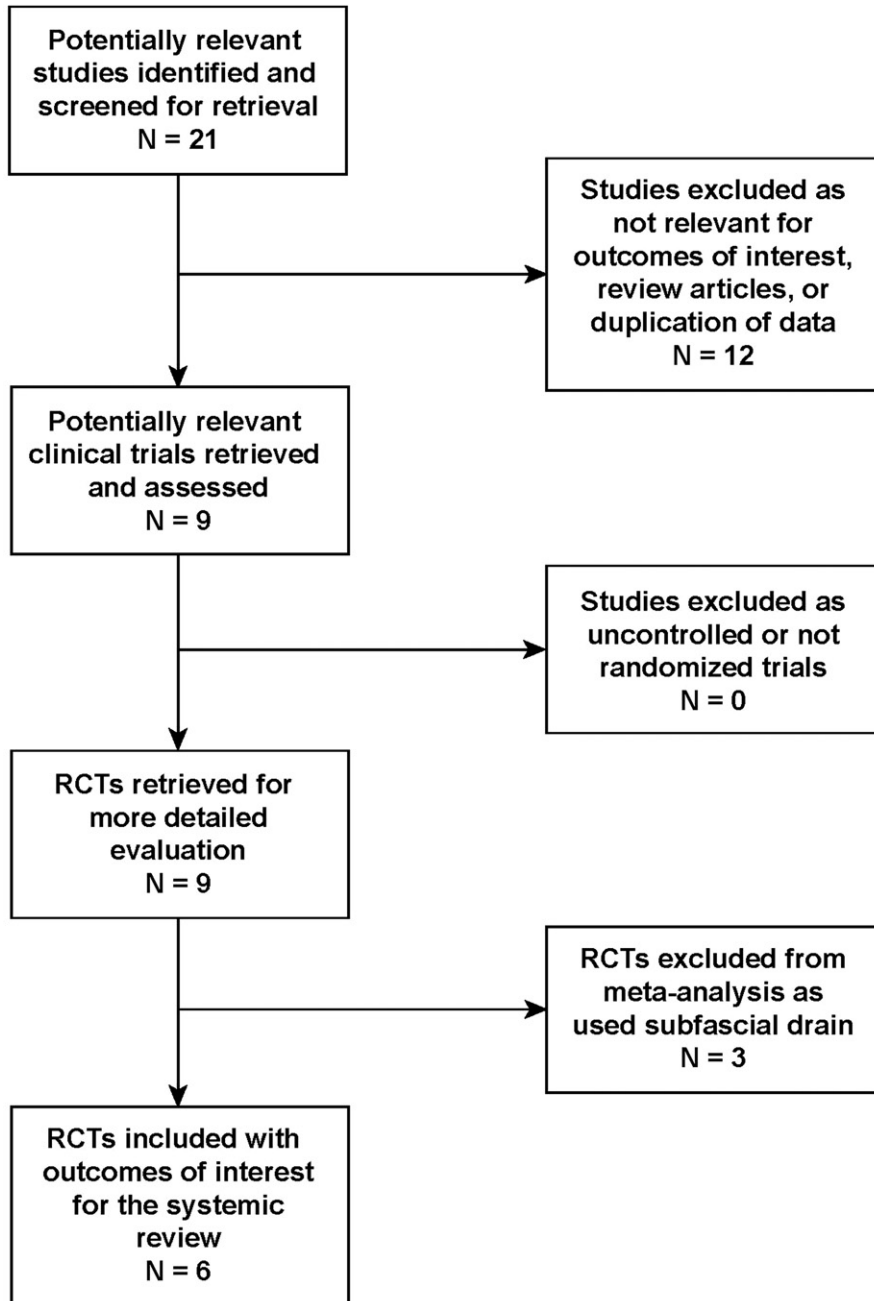 Potentially relevant
studies identified and
screened for retrieval
N = 21
Studies excluded as
not relevant for
outcomes of interest,
review articles, or
duplication of data
N = 12
Potentially relevant
clinical trials retrieved
and assessed
N = 9
Studies excluded as
uncontrolled or not
randomized trials
N = 0
RCTs retrieved for
more detailed
evaluation
N = 9
RCTs excluded from
meta-analysis as
used subfascial drain
N = 3
RCTs included with
outcomes of interest
for the systemic
review
N = 6